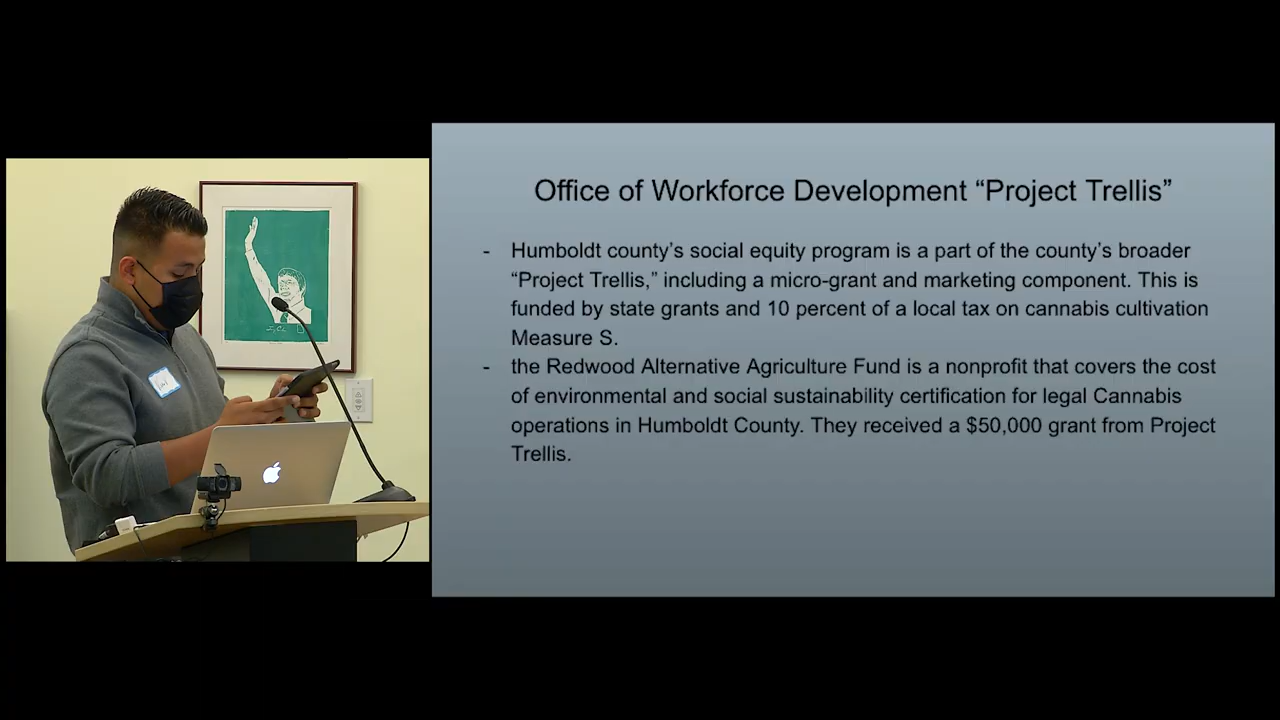 Office of Workforce Development “Project Trellis”
- Humboldt county’s social equity program is a part of the county’s broader
“Project Trellis,” including a micro-grant and marketing component. This is
funded by state grants and 10 percent of a local tax on cannabis cultivation
Measure S.
- the Redwood Alternative Agriculture Fund is a nonprofit that covers the cost
of environmental and social sustainability certification for legal Cannabis
operations in Humboldt County. They received a $50,000 grant from Project
Trellis.